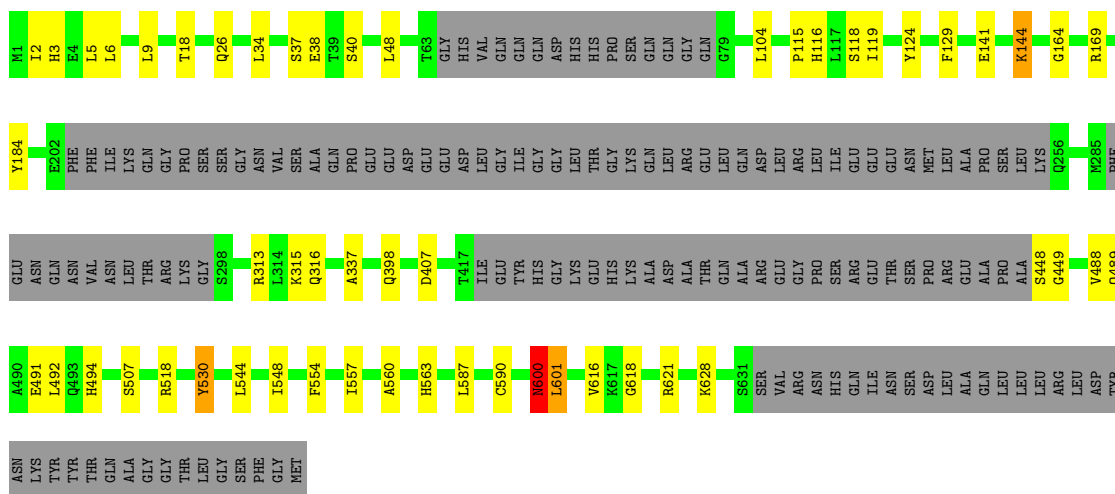 M1 I2 H3 E4 L5 L6 L9 T18 Q26 L34 S37 E38 T39 S40 L48 T63 GLY HIS VAL GLN GLN GLN ASP HIS HIS PRO SER GLN GLN GLY GLN G79 L104 P115 H116 L117 S118 I119 Y124 F129 E141 K144 G164 R169
Y184 E202 PHE PHE ILE LYS GLN GLY PRO SER SER GLY ASN VAL SER ALA GLN PRO GLU GLU ASP GLU GLU ASP LEU GLY ILE GLY GLY LEU THR GLY LYS GLN LEU ARG GLU LEU GLN ASP LEU ARG LEU ILE GLU GLU GLU ASN MET LEU ALA PRO SER LEU LYS Q256 M285 PHE
GLU ASN GLN ASN VAL ASN LEU THR ARG LYS GLY S298 R313 L314 K315 Q316 A337 Q398 D407 T417 ILE GLU TYR HIS GLY LYS GLU HIS LYS ALA ASP ALA THR GLN ALA ARG GLU GLY PRO SER ARG GLU THR SER PRO ARG GLU ALA PRO ALA S448 G449 V488 Q489
A490 E491 L492 Q493 H494 S507 R518 Y530 L544 I548 F554 I557 A560 H563 L587 C590 N600 L601 V616 K617 G618 R621 K628 S631 SER VAL ARG ASN HIS GLN ILE ASN SER ASP LEU ALA GLN LEU LEU LEU ARG LEU ASP TYR
ASN LYS TYR TYR THR GLN ALA GLY GLY THR LEU GLY SER PHE GLY MET